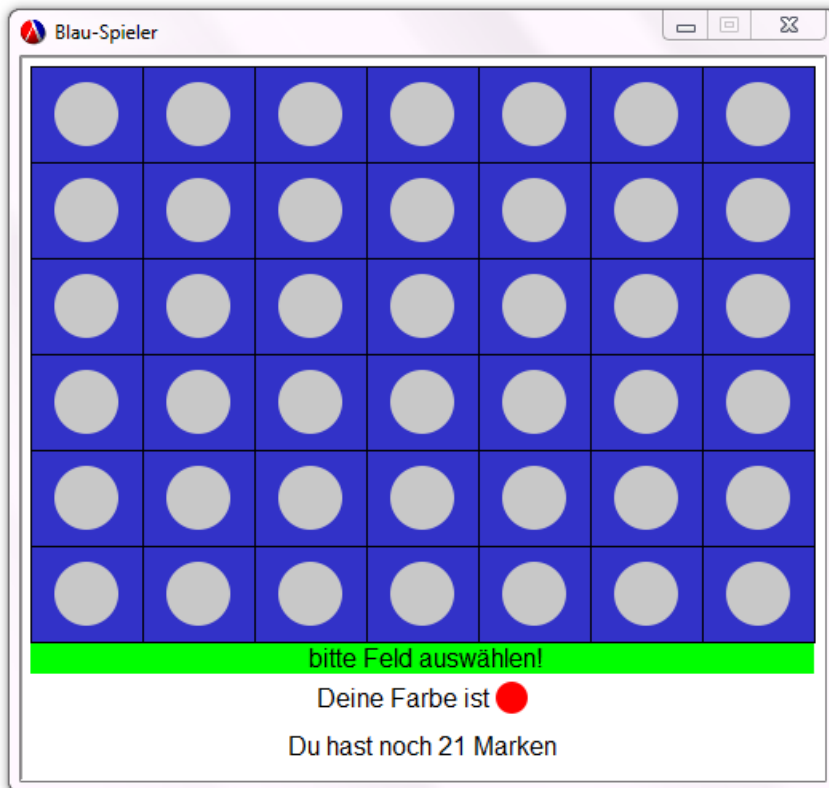 Blau-Spieler
bitte Feld auswählen!
Deine Farbe ist
Du hast noch 21 Marken